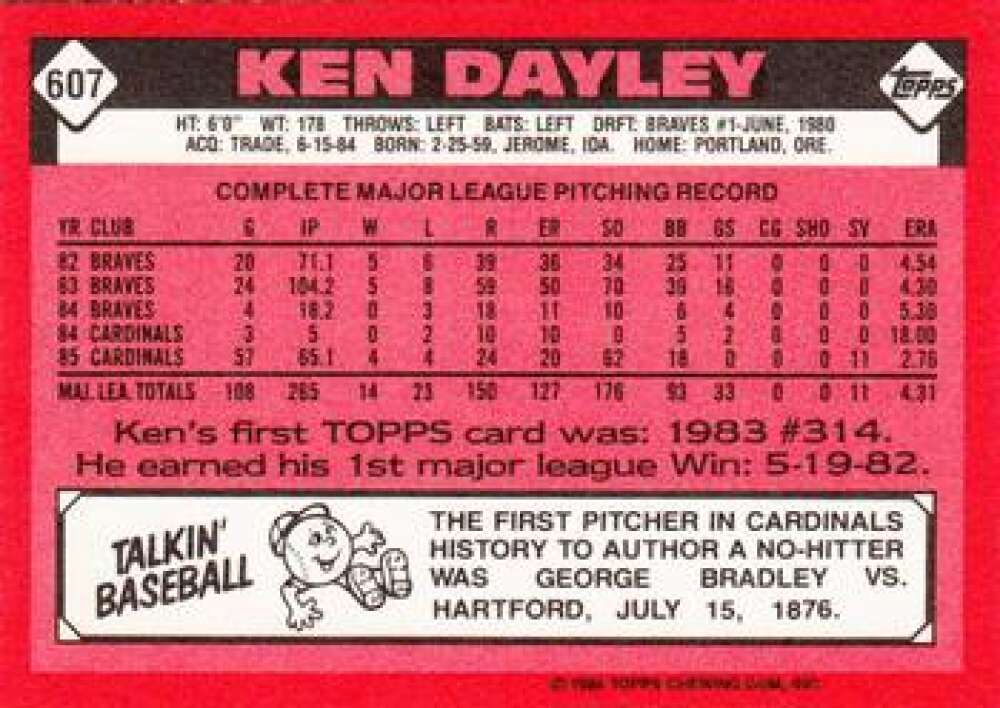 607 KEN DAYLEY Topps
HT: 6'0" WT: 178 THROWS: LEFT BATS: LEFT DRFT: BRAVES #1-JUNE, 1980
ACQ: TRADE, 6-15-84 BORN: 2-25-59, JEROME, IDA. HOME: PORTLAND, ORE.
COMPLETE MAJOR LEAGUE PITCHING RECORD
YR CLUB G IP W L R ER SO BB GS CG SHO SV ERA
82 BRAVES 20 71.1 5 6 39 36 34 25 11 0 0 0 4.54
83 BRAVES 24 104.2 5 8 59 50 70 39 16 0 0 0 4.30
84 BRAVES 4 18.2 0 3 18 11 10 6 4 0 0 0 5.30
84 CARDINALS 3 5 0 2 10 10 0 5 2 0 0 0 18.00
85 CARDINALS 57 65.1 4 4 24 20 62 18 0 0 0 11 2.76
MAJ. LEA. TOTALS 108 265 14 23 150 127 176 93 33 0 0 11 4.31
Ken's first TOPPS card was: 1983 #314.
He earned his 1st major league Win: 5-19-82.
TALKIN'
BASEBALL
THE FIRST PITCHER IN CARDINALS
HISTORY TO AUTHOR A NO-HITTER
WAS GEORGE BRADLEY VS.
HARTFORD, JULY 15, 1876.
© 1986 TOPPS CHEWING GUM, INC.